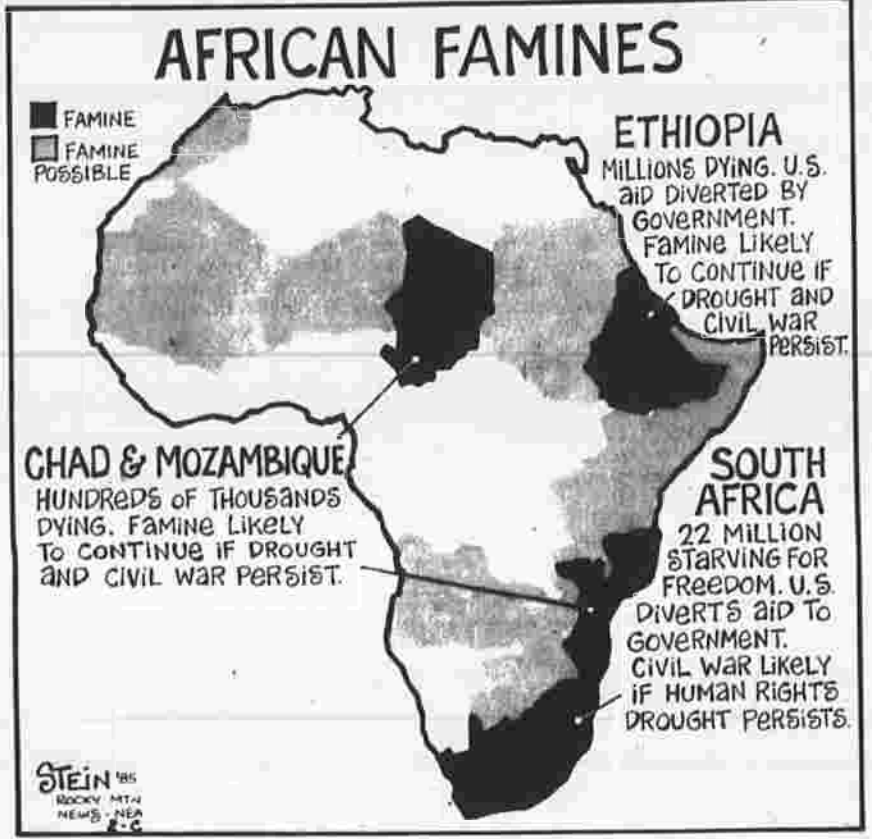 AFRICAN FAMINES
FAMINE
FAMINE
POSSIBLE
ETHIOPIA
MILLIONS DYING. U.S.
AID DIVERTED BY
GOVERNMENT.
FAMINE LIKELY
TO CONTINUE IF
DROUGHT AND
CIVIL WAR
PERSIST.
CHAD & MOZAMBIQUE
HUNDREDS OF THOUSANDS
DYING. FAMINE LIKELY
TO CONTINUE IF DROUGHT
AND CIVIL WAR PERSIST.
SOUTH
AFRICA
22 MILLION
STARVING FOR
FREEDOM. U.S.
DIVERTS AID TO
GOVERNMENT.
CIVIL WAR LIKELY
IF HUMAN RIGHTS
DROUGHT PERSISTS.
STEIN '85
ROCKY MTN
NEWS-NEA